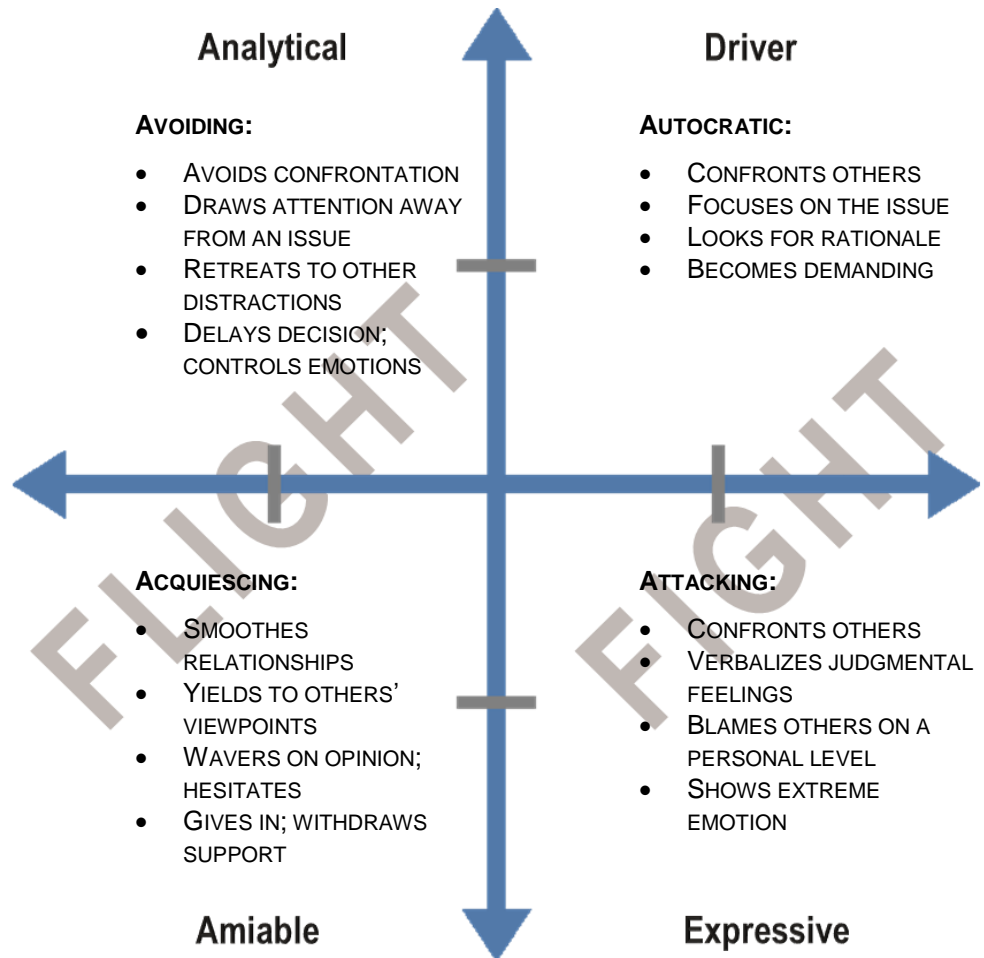 Analytical
Driver
AVOIDING:
• AVOIDS CONFRONTATION
• DRAWS ATTENTION AWAY
FROM AN ISSUE
• RETREATS TO OTHER
DISTRACTIONS
• DELAYS DECISION;
CONTROLS EMOTIONS
AUTOCRATIC:
• CONFRONTS OTHERS
• FOCUSES ON THE ISSUE
• LOOKS FOR RATIONALE
• BECOMES DEMANDING
FLIGHT
FIGHT
ACQUIESCING:
• SMOOTHES
RELATIONSHIPS
• YIELDS TO OTHERS’
VIEWPOINTS
• WAVERS ON OPINION;
HESITATES
• GIVES IN; WITHDRAWS
SUPPORT
ATTACKING:
• CONFRONTS OTHERS
• VERBALIZES JUDGMENTAL
FEELINGS
• BLAMES OTHERS ON A
PERSONAL LEVEL
• SHOWS EXTREME
EMOTION
Amiable
Expressive